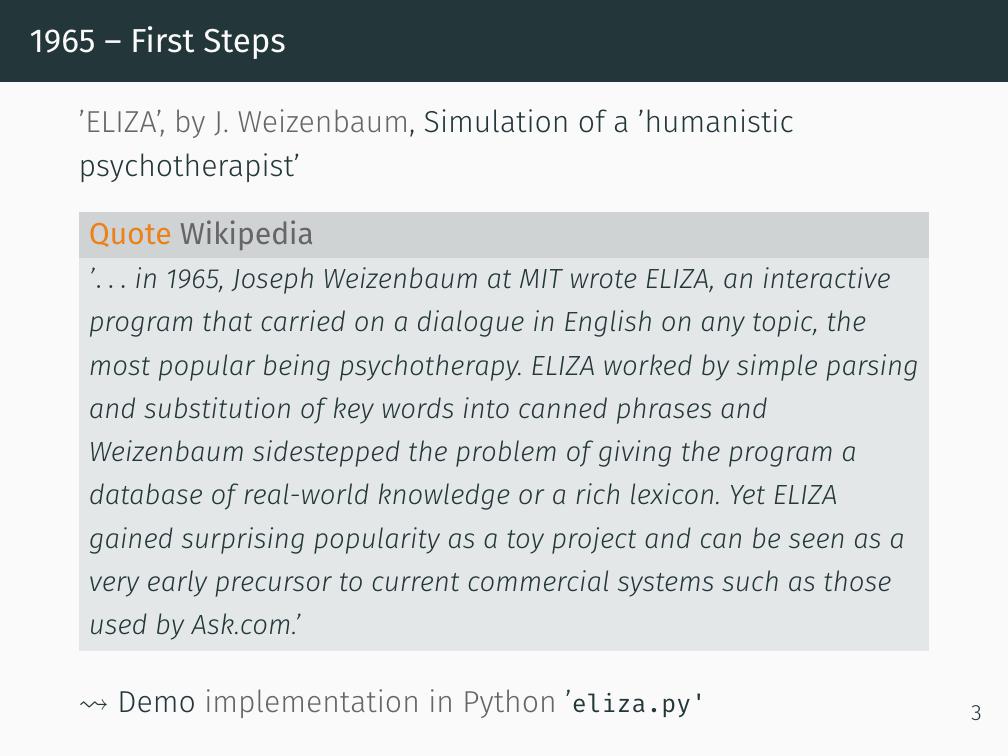 1965 – First Steps
’ELIZA’, by J. Weizenbaum, Simulation of a ’humanistic
psychotherapist’
Quote Wikipedia
’. . . in 1965, Joseph Weizenbaum at MIT wrote ELIZA, an interactive
program that carried on a dialogue in English on any topic, the
most popular being psychotherapy. ELIZA worked by simple parsing
and substitution of key words into canned phrases and
Weizenbaum sidestepped the problem of giving the program a
database of real-world knowledge or a rich lexicon. Yet ELIZA
gained surprising popularity as a toy project and can be seen as a
very early precursor to current commercial systems such as those
used by Ask.com.’
⇝ Demo implementation in Python ’eliza.py'
3